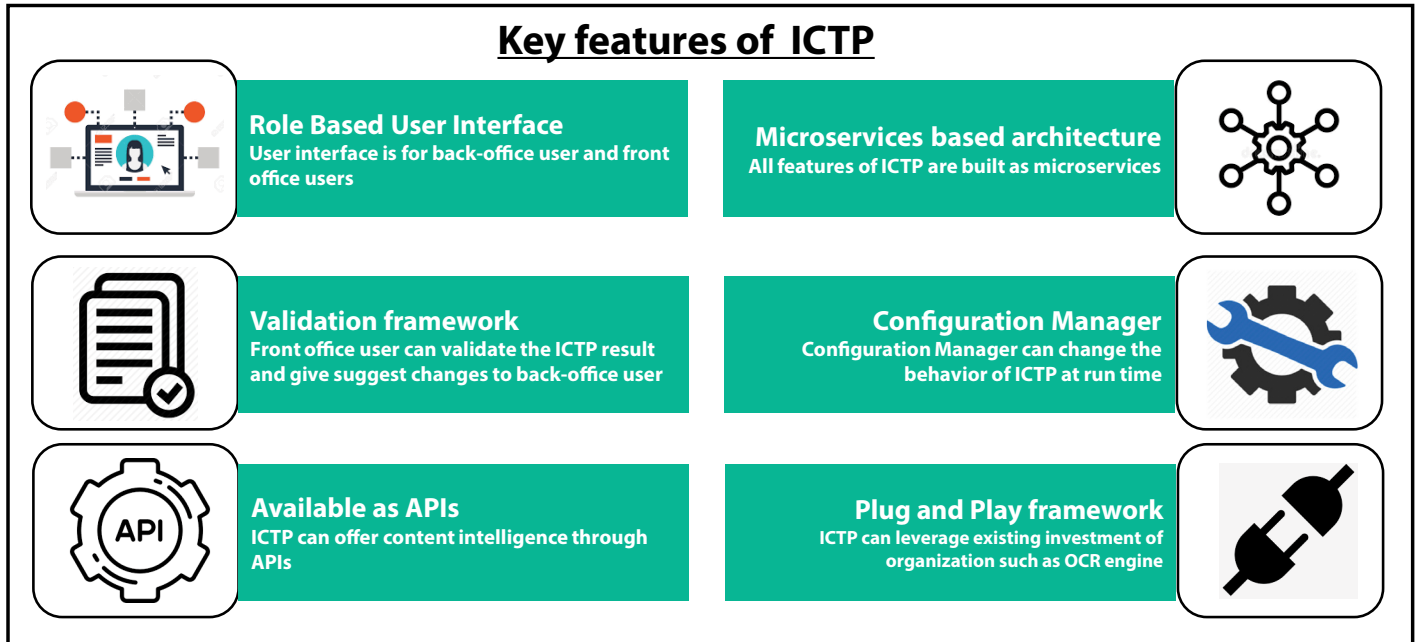 Key features of ICTP
Role Based User Interface
User interface is for back-office user and front
office users
Microservices based architecture
All features of ICTP are built as microservices
Validation framework
Front office user can validate the ICTP result
and give suggest changes to back-office user
Configuration Manager
Configuration Manager can change the
behavior of ICTP at run time
API
Available as APIs
ICTP can offer content intelligence through
APIs
Plug and Play framework
ICTP can leverage existing investment of
organization such as OCR engine